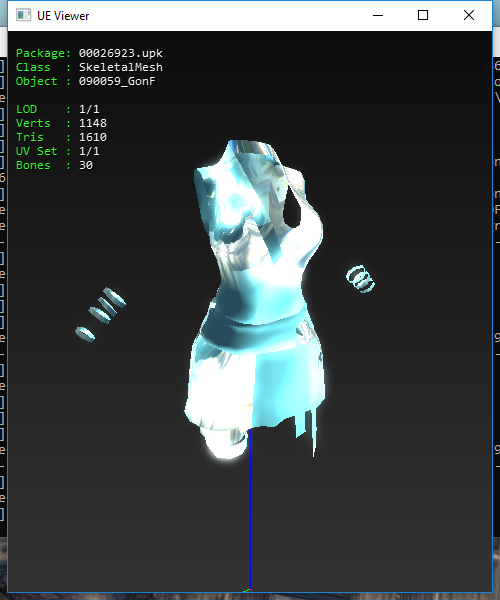 UE Viewer
Package: 00026923.upk
Class  : SkeletalMesh
Object : 090059_GonF
LOD    : 1/1
Verts  : 1148
Tris   : 1610
UV Set : 1/1
Bones  : 30